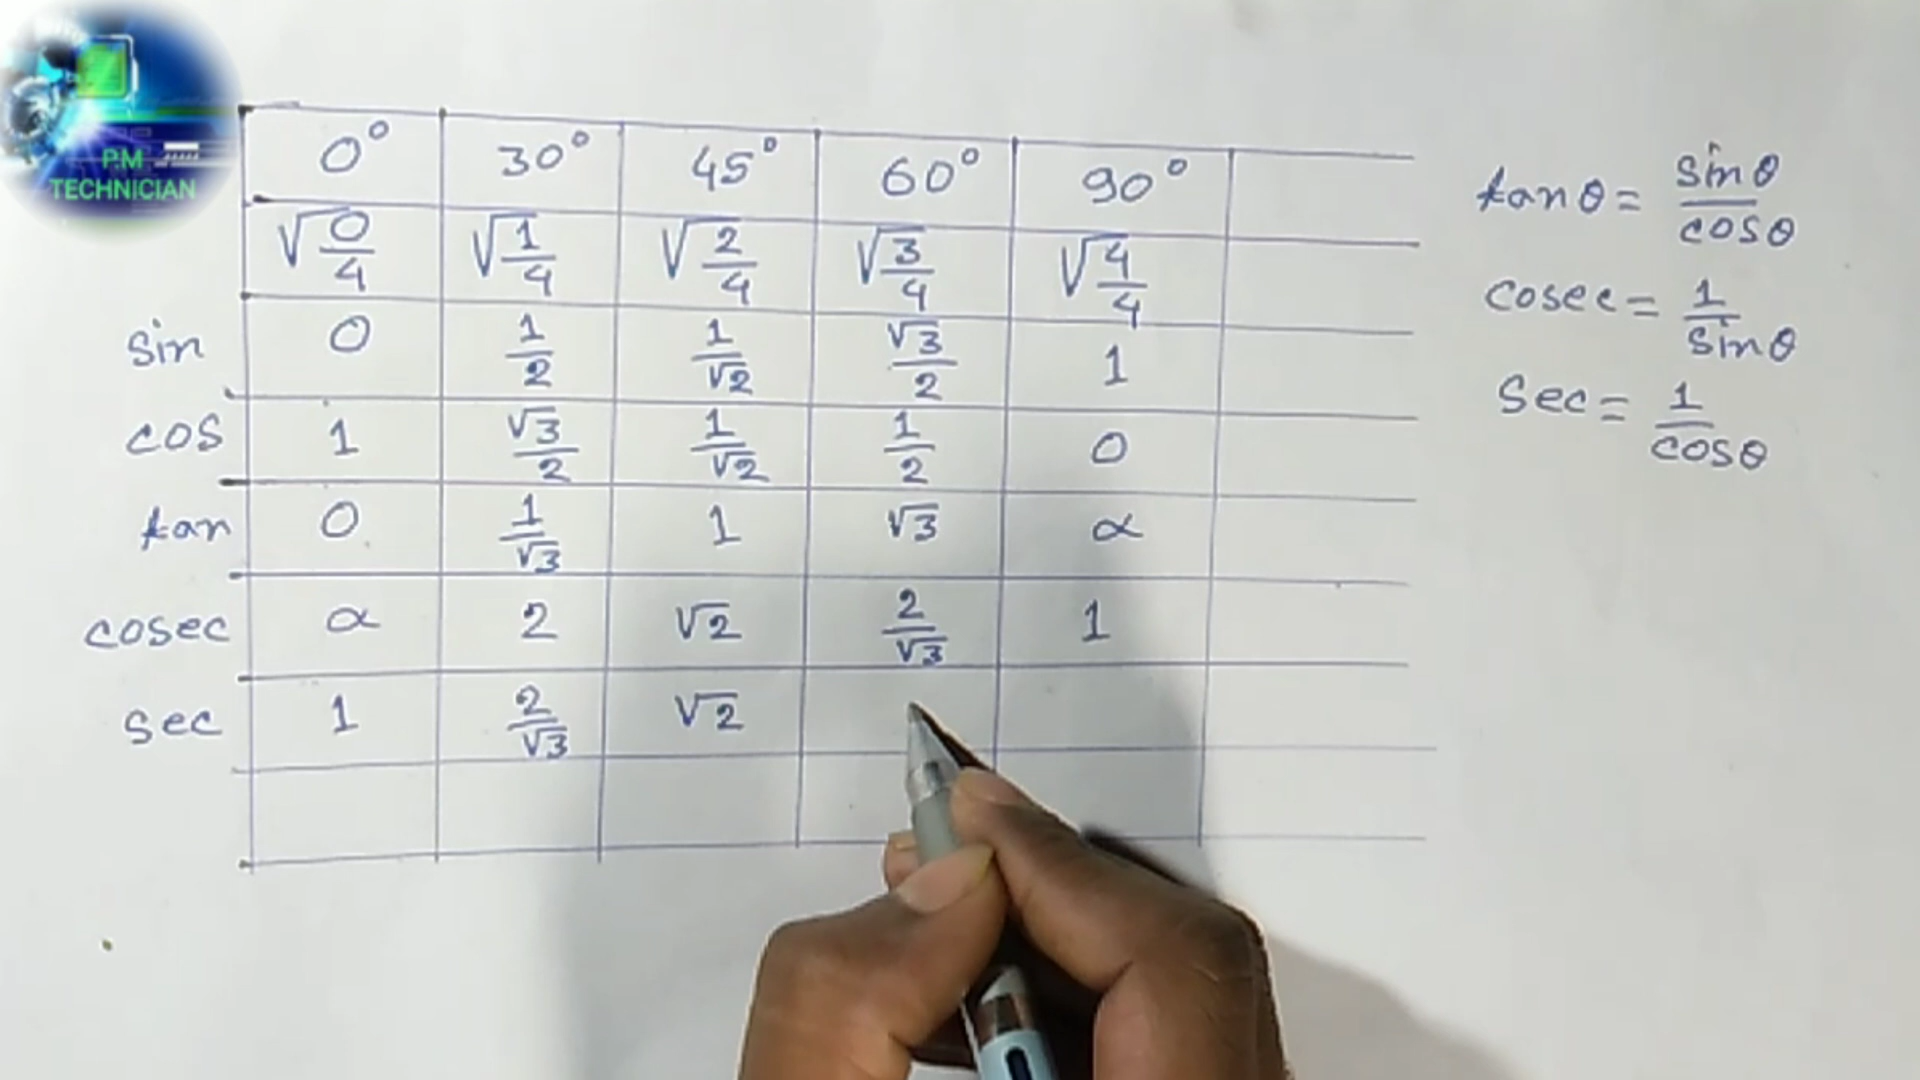 P.M
TECHNICIAN
0° 30° 45° 60° 90°
√0/4 √1/4 √2/4 √3/4 √4/4
sin 0 1/2 1/√2 √3/2 1
cos 1 √3/2 1/√2 1/2 0
tan 0 1/√3 1 √3 α
cosec α 2 √2 2/√3 1
sec 1 2/√3 √2
tanθ = sinθ/cosθ
cosec = 1/sinθ
sec = 1/cosθ